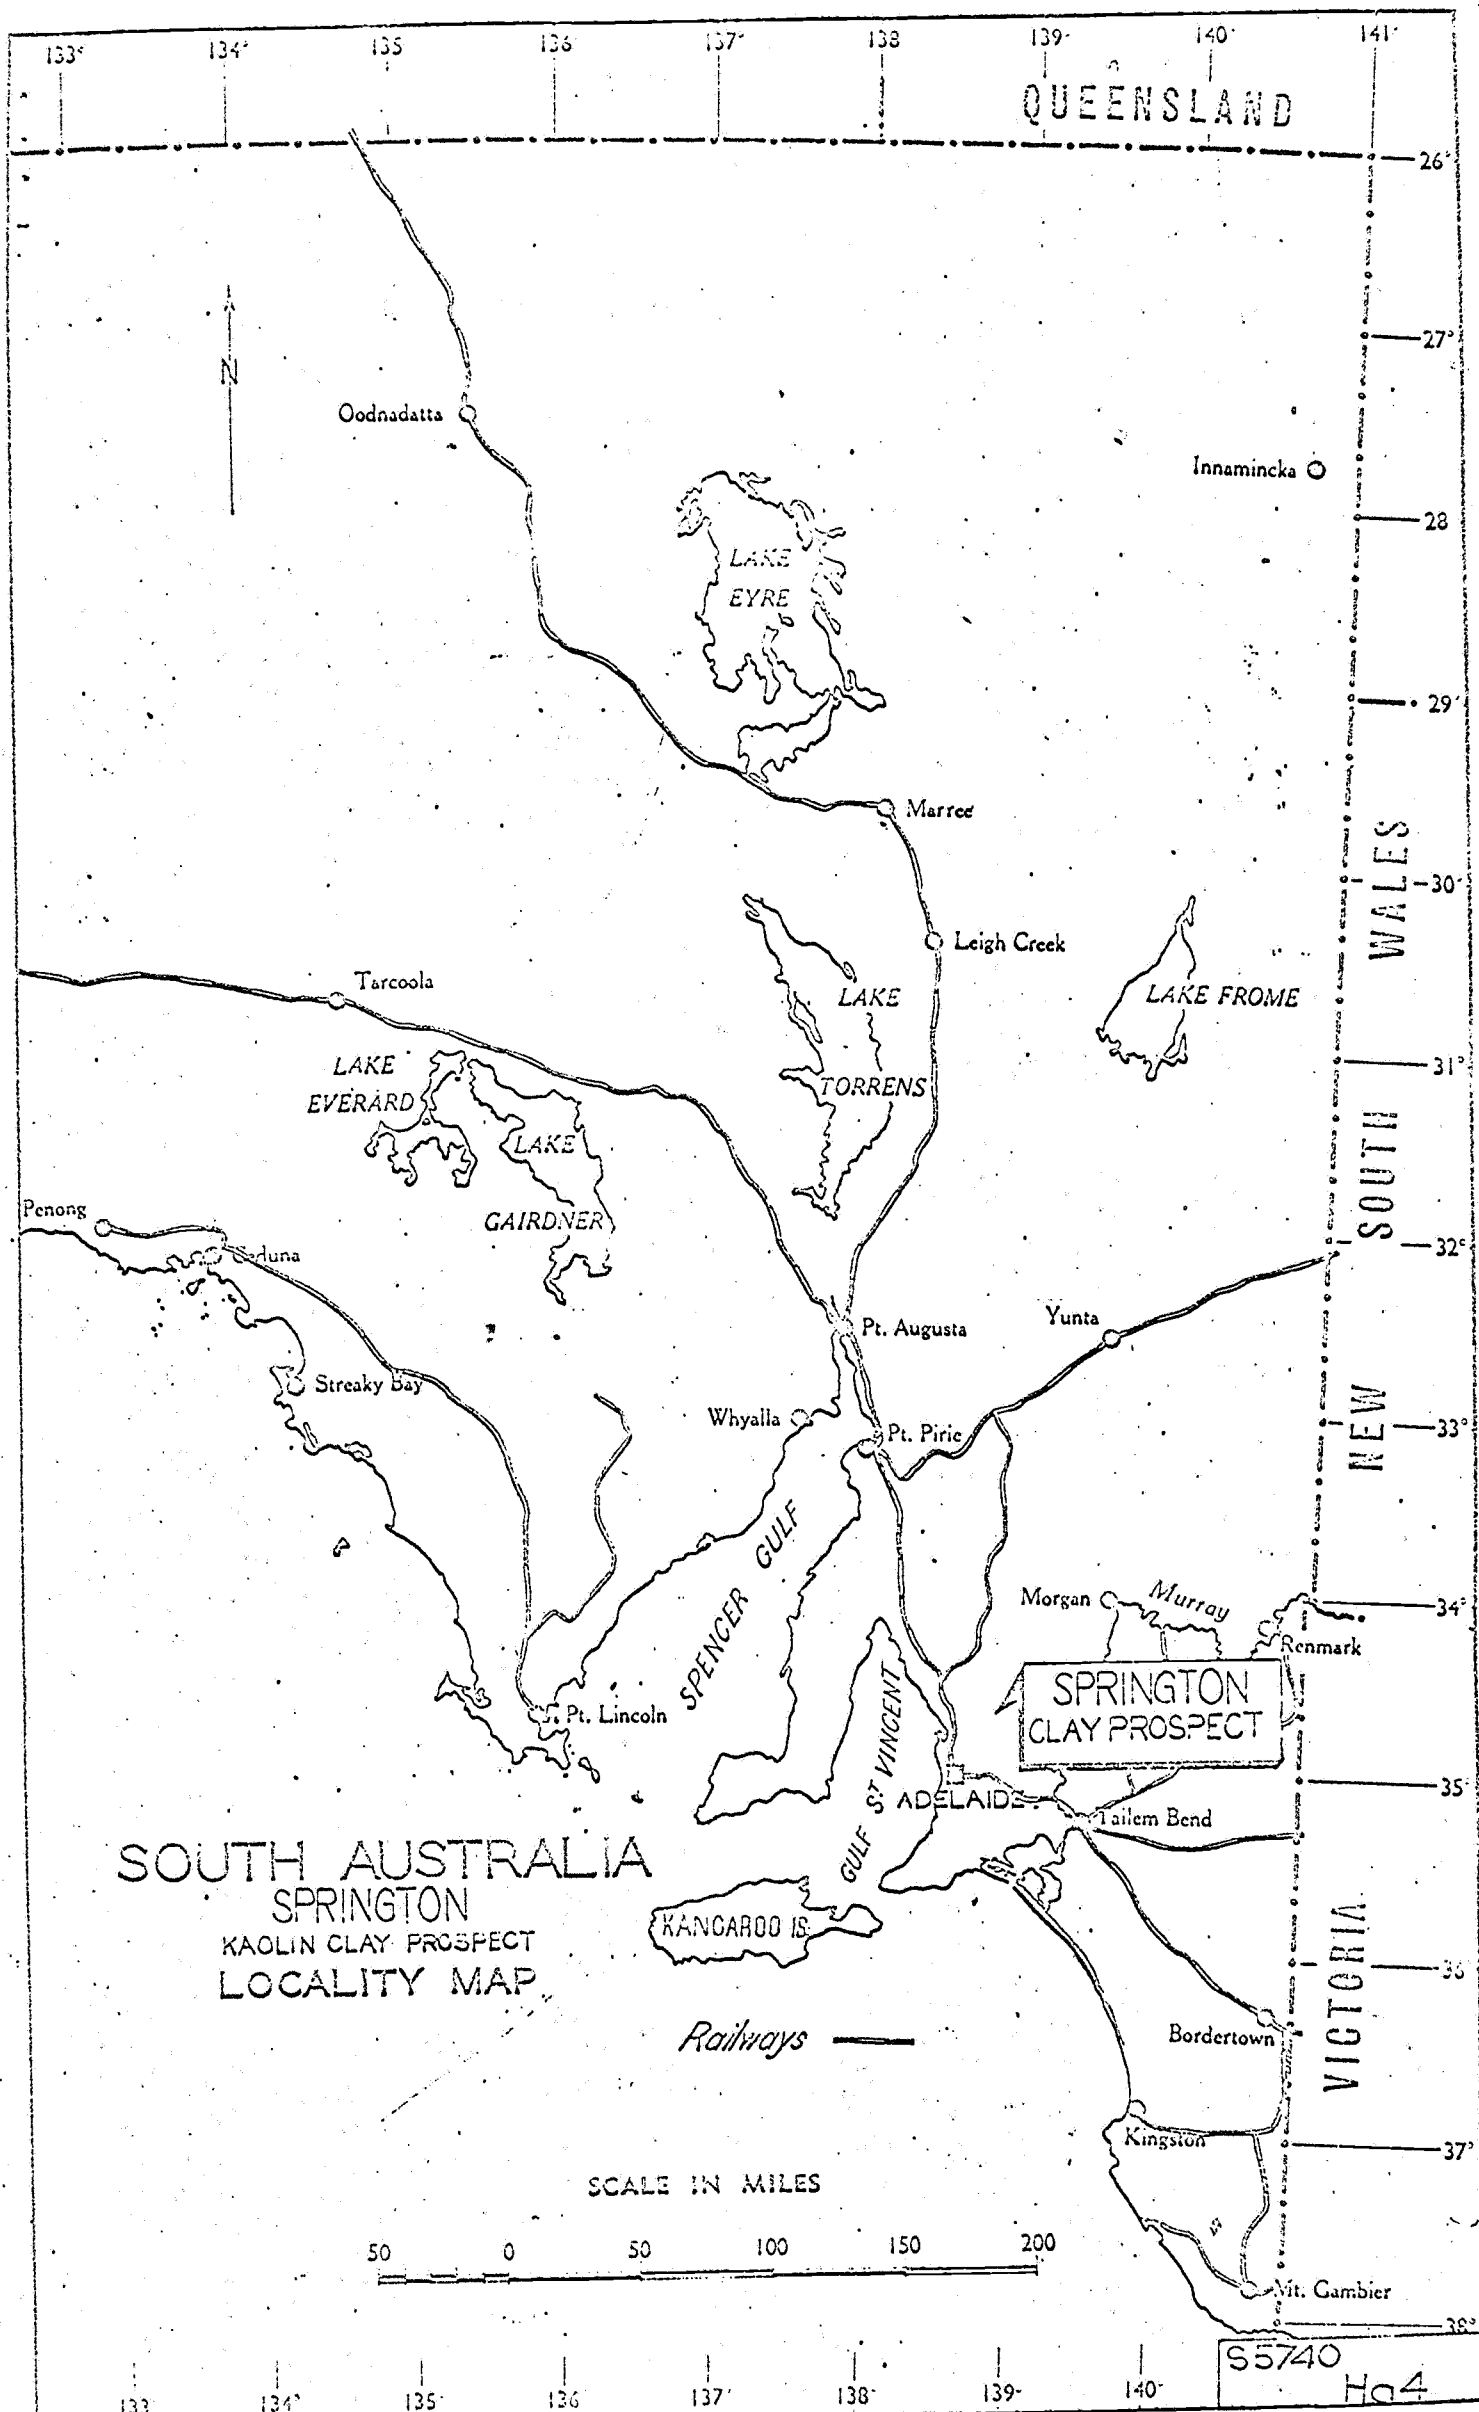 133° 134° 135 136 137° 138 139 140° 141°
QUEENSLAND
26°
27°
N
Oodnadatta
Innamincka
28
LAKE
EYRE
29
Marree
WALES
30
Leigh Creek
Tarcoola
LAKE
LAKE FROME
LAKE
EVERARD
31°
TORRENS
LAKE
SOUTH
Penong
GAIRDNER
Ceduna
32°
Pt. Augusta
Yunta
Streaky Bay
Whyalla
NEW
33°
Pt. Pirie
SPENCER GULF
Morgan
Murray
34°
Renmark
SPRINGTON
CLAY PROSPECT
Pt. Lincoln
GULF ST VINCENT
35°
ADELAIDE
Tailem Bend
SOUTH AUSTRALIA
SPRINGTON
KAOLIN CLAY PROSPECT
LOCALITY MAP
KANGAROO IS.
VICTORIA
36
Railways
Bordertown
Kingston
37°
SCALE IN MILES
50 0 50 100 150 200
Mt. Gambier
38°
S5740
Ha4
133 134° 135 136 137 138 139 140